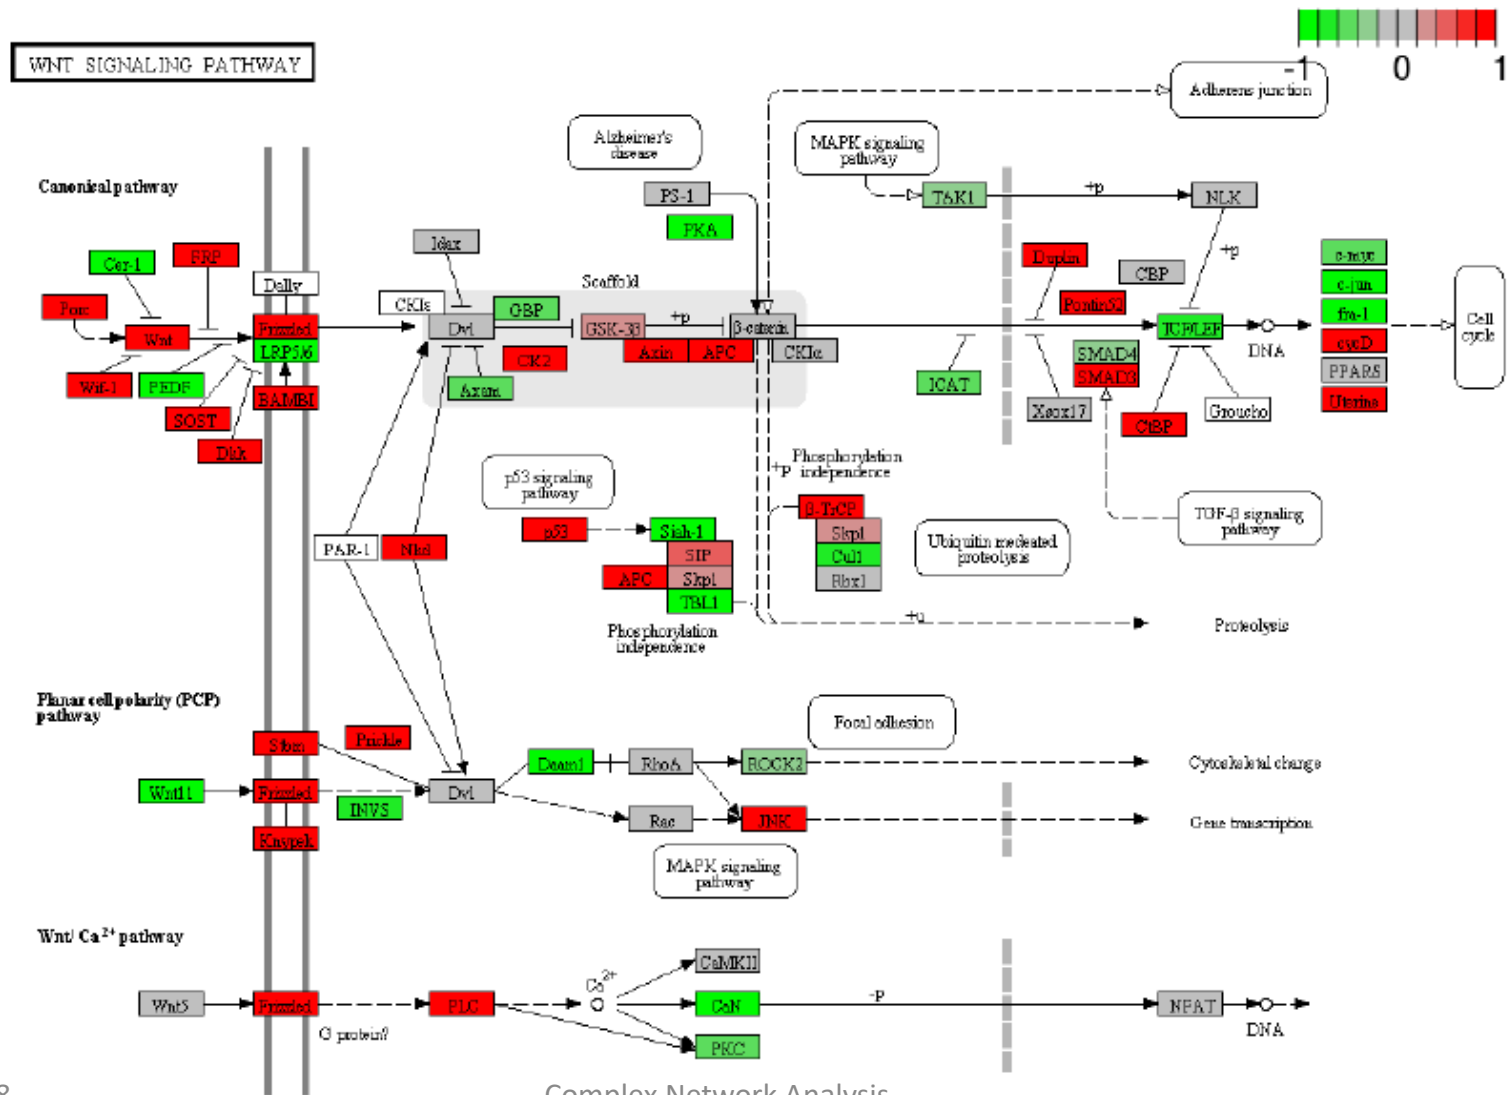 WNT SIGNALING PATHWAY
-1 0 1
Adherens junction
Alzheimer's
disease
MAPK signaling
pathway
Canonical pathway
PS-1
TAK1
+p
NLK
PKA
Cer-1
FRP
Idax
Duplin
+p
c-myc
CBP
Dally
Scaffold
c-jun
Porc
CKIε
GBP
Pontin52
fra-1
Cell
cycle
Wnt
Frizzled
Dvl
GSK-3β
+p
β-catenin
TCF/LEF
DNA
cycD
LRP5/6
CK2
Axin
APC
CKIα
SMAD4
PPARδ
Wif-1
PEDF
Axam
ICAT
SMAD3
BAMBI
Uterine
SOST
Xsox17
CtBP
Groucho
Dkk
p53 signaling
pathway
+p
Phosphorylation
independence
β-TrCP
TGF-β signaling
pathway
p53
Siah-1
Skp1
PAR-1
Nkd
SIP
Cul1
Ubiquitin mediated
proteolysis
APC
Skp1
Rbx1
TBL1
+u
Proteolysis
Phosphorylation
independence
Planar cell polarity (PCP)
pathway
Focal adhesion
Stbm
Prickle
Daam1
RhoA
ROCK2
Cytoskeletal change
Wnt11
Frizzled
INVS
Dvl
Rac
JNK
Gene transcription
Knypek
MAPK signaling
pathway
Wnt/ Ca2+ pathway
CaMKII
Ca2+
Wnt5
Frizzled
PLC
CaN
-p
NFAT
DNA
G protein?
PKC
8
Complex Network Analysis